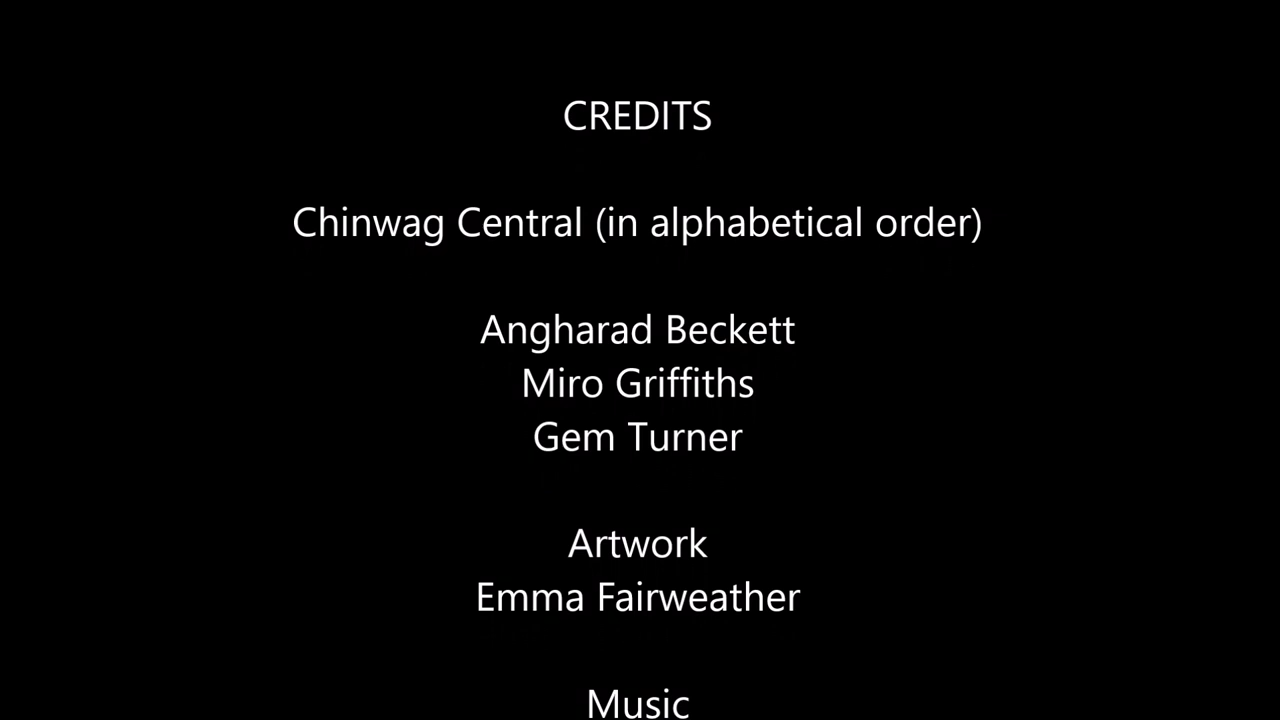 CREDITS
Chinwag Central (in alphabetical order)
Angharad Beckett
Miro Griffiths
Gem Turner
Artwork
Emma Fairweather
Music